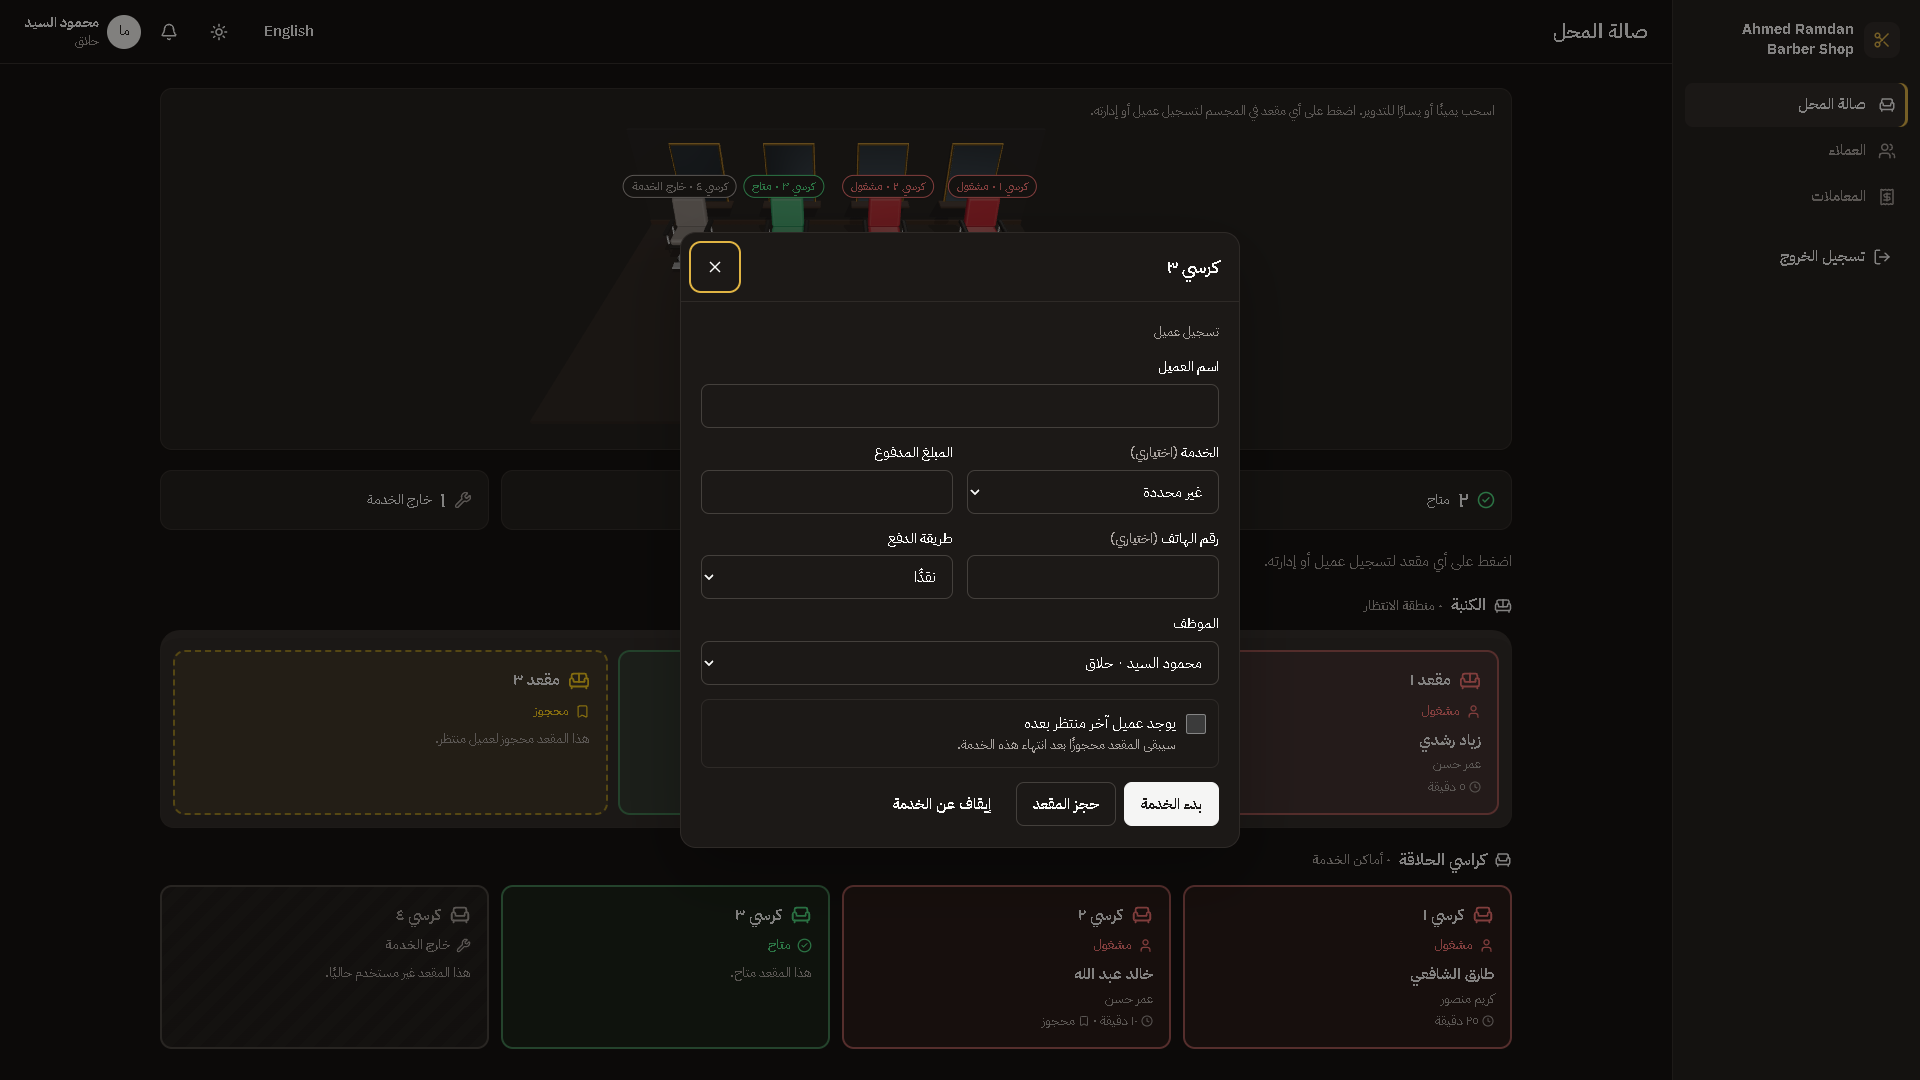 Ahmed Ramdan
Barber Shop
صالة المحل
العملاء
المعاملات
تسجيل الخروج
صالة المحل
English
ما
محمود السيد
حلاق
اسحب يمينًا أو يسارًا للتدوير. اضغط على أي مقعد في المجسم لتسجيل عميل أو إدارته.
كرسي ١ · مشغول
كرسي ٢ · مشغول
كرسي ٣ · متاح
كرسي ٤ · خارج الخدمة
٢ متاح
١ خارج الخدمة
اضغط على أي مقعد لتسجيل عميل أو إدارته.
الكنبة · منطقة الانتظار
مقعد ١
مشغول
زياد رشدي
عمر حسن
٥ دقيقة
مقعد ٣
محجوز
هذا المقعد محجوز لعميل منتظر.
كرسي ٣
تسجيل عميل
اسم العميل
الخدمة (اختياري)
المبلغ المدفوع
غير محددة
رقم الهاتف (اختياري)
طريقة الدفع
نقدًا
الموظف
محمود السيد · حلاق
يوجد عميل آخر منتظر بعده
سيبقى المقعد محجوزًا بعد انتهاء هذه الخدمة.
بدء الخدمة
حجز المقعد
إيقاف عن الخدمة
كراسي الحلاقة · أماكن الخدمة
كرسي ١
مشغول
طارق الشافعي
كريم منصور
٢٥ دقيقة
كرسي ٢
مشغول
خالد عبد الله
عمر حسن
١٠ دقيقة · محجوز
كرسي ٣
متاح
هذا المقعد متاح.
كرسي ٤
خارج الخدمة
هذا المقعد غير مستخدم حاليًا.